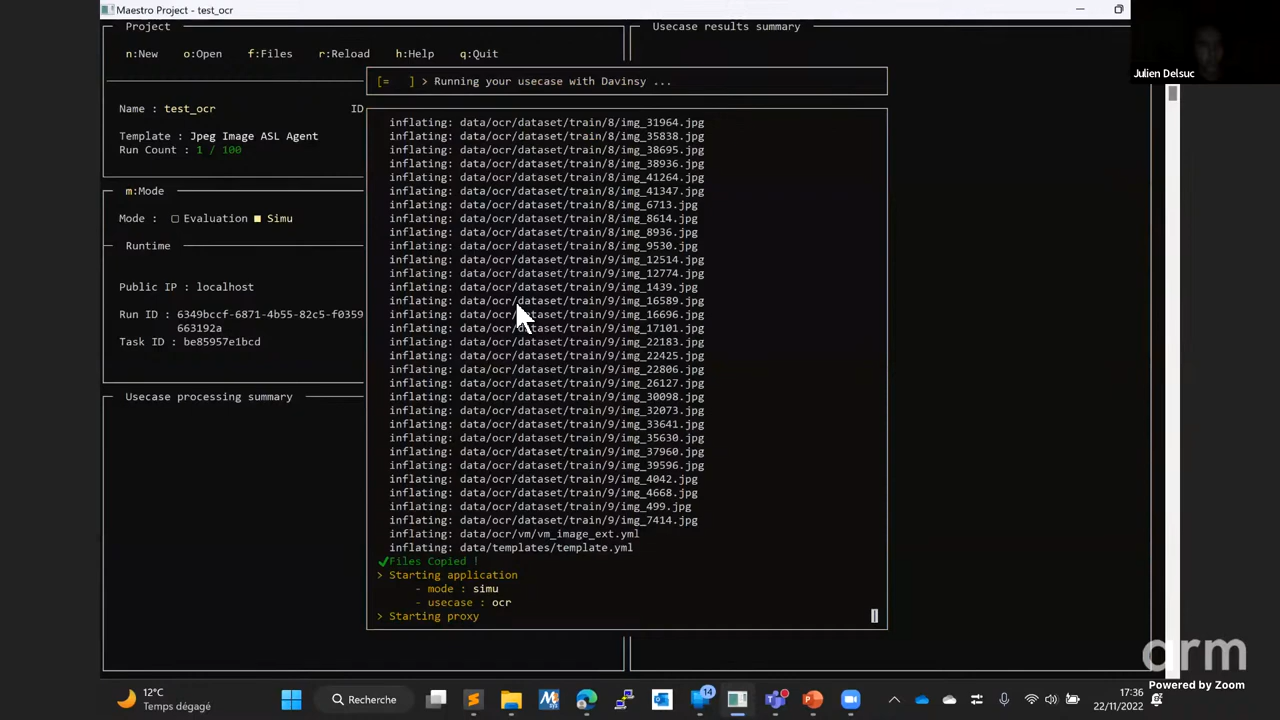 Maestro Project - test_ocr
Julien Delsuc
Project
n:New o:Open f:Files r:Reload h:Help q:Quit
Name : test_ocr ID
Template : Jpeg Image ASL Agent
Run Count : 1 / 100
m:Mode
Mode : Evaluation Simu
Runtime
Public IP : localhost
Run ID : 6349bccf-6871-4b55-82c5-f0359
663192a
Task ID : be85957e1bcd
Usecase processing summary
Usecase results summary
[= ] > Running your usecase with Davinsy ...
inflating: data/ocr/dataset/train/8/img_31964.jpg
inflating: data/ocr/dataset/train/8/img_35838.jpg
inflating: data/ocr/dataset/train/8/img_38695.jpg
inflating: data/ocr/dataset/train/8/img_38936.jpg
inflating: data/ocr/dataset/train/8/img_41264.jpg
inflating: data/ocr/dataset/train/8/img_41347.jpg
inflating: data/ocr/dataset/train/8/img_6713.jpg
inflating: data/ocr/dataset/train/8/img_8614.jpg
inflating: data/ocr/dataset/train/8/img_8936.jpg
inflating: data/ocr/dataset/train/8/img_9530.jpg
inflating: data/ocr/dataset/train/9/img_12514.jpg
inflating: data/ocr/dataset/train/9/img_12774.jpg
inflating: data/ocr/dataset/train/9/img_1439.jpg
inflating: data/ocr/dataset/train/9/img_16589.jpg
inflating: data/ocr/dataset/train/9/img_16696.jpg
inflating: data/ocr/dataset/train/9/img_17101.jpg
inflating: data/ocr/dataset/train/9/img_22183.jpg
inflating: data/ocr/dataset/train/9/img_22425.jpg
inflating: data/ocr/dataset/train/9/img_22806.jpg
inflating: data/ocr/dataset/train/9/img_26127.jpg
inflating: data/ocr/dataset/train/9/img_30098.jpg
inflating: data/ocr/dataset/train/9/img_32073.jpg
inflating: data/ocr/dataset/train/9/img_33641.jpg
inflating: data/ocr/dataset/train/9/img_35630.jpg
inflating: data/ocr/dataset/train/9/img_37960.jpg
inflating: data/ocr/dataset/train/9/img_39596.jpg
inflating: data/ocr/dataset/train/9/img_4042.jpg
inflating: data/ocr/dataset/train/9/img_4668.jpg
inflating: data/ocr/dataset/train/9/img_499.jpg
inflating: data/ocr/dataset/train/9/img_7414.jpg
inflating: data/ocr/vm/vm_image_ext.yml
inflating: data/templates/template.yml
✓Files Copied !
> Starting application
- mode : simu
- usecase : ocr
> Starting proxy
arm
Powered by Zoom
12°C
Temps dégagé
Recherche
14
17:36
22/11/2022